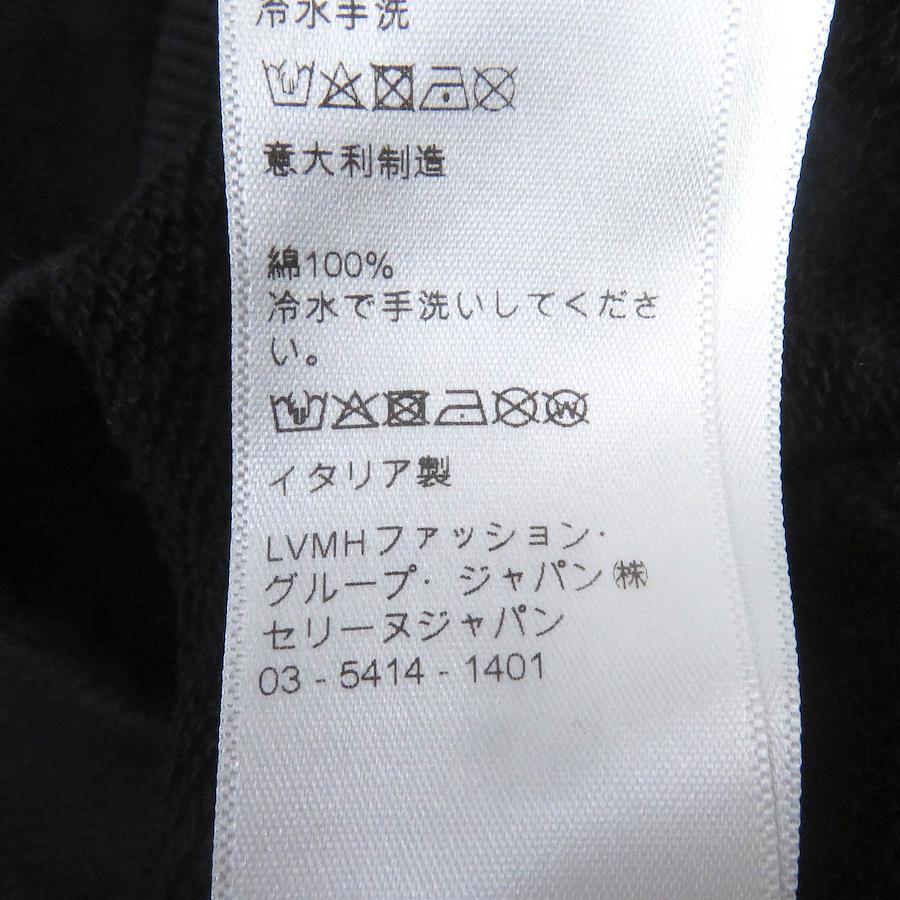 冷水手洗
意大利制造
綿100%
冷水で手洗いしてくださ
い。
W
イタリア製
LVMHファッション·
グループ· ジャパン㈱
セリーヌジャパン
03 - 5414 - 1401